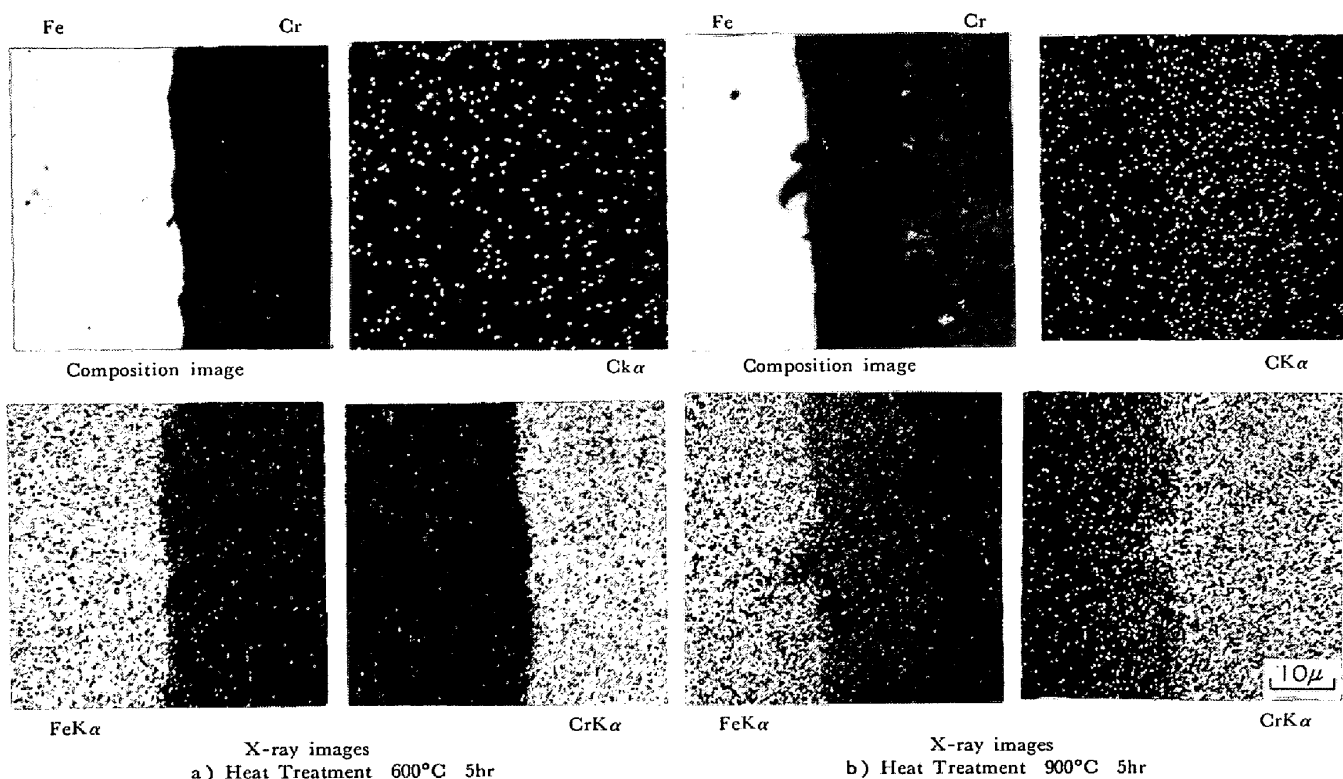 Fe Cr
Fe Cr
Composition image
Ckα
Composition image
CKα
FeKα
CrKα
FeKα
10μ
CrKα
X-ray images
a) Heat Treatment 600°C 5hr
X-ray images
b) Heat Treatment 900°C 5hr